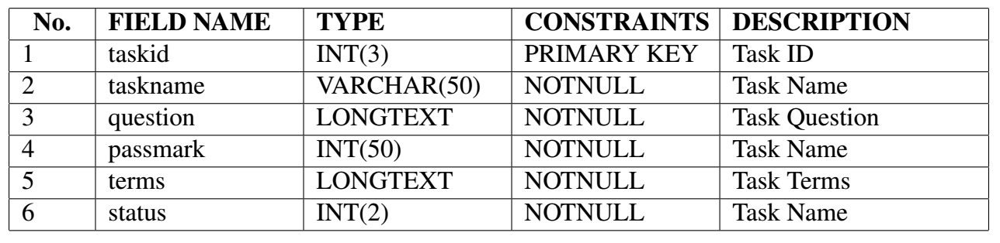 No. FIELD NAME TYPE CONSTRAINTS DESCRIPTION
1 taskid INT(3) PRIMARY KEY Task ID
2 taskname VARCHAR(50) NOTNULL Task Name
3 question LONGTEXT NOTNULL Task Question
4 passmark INT(50) NOTNULL Task Name
5 terms LONGTEXT NOTNULL Task Terms
6 status INT(2) NOTNULL Task Name